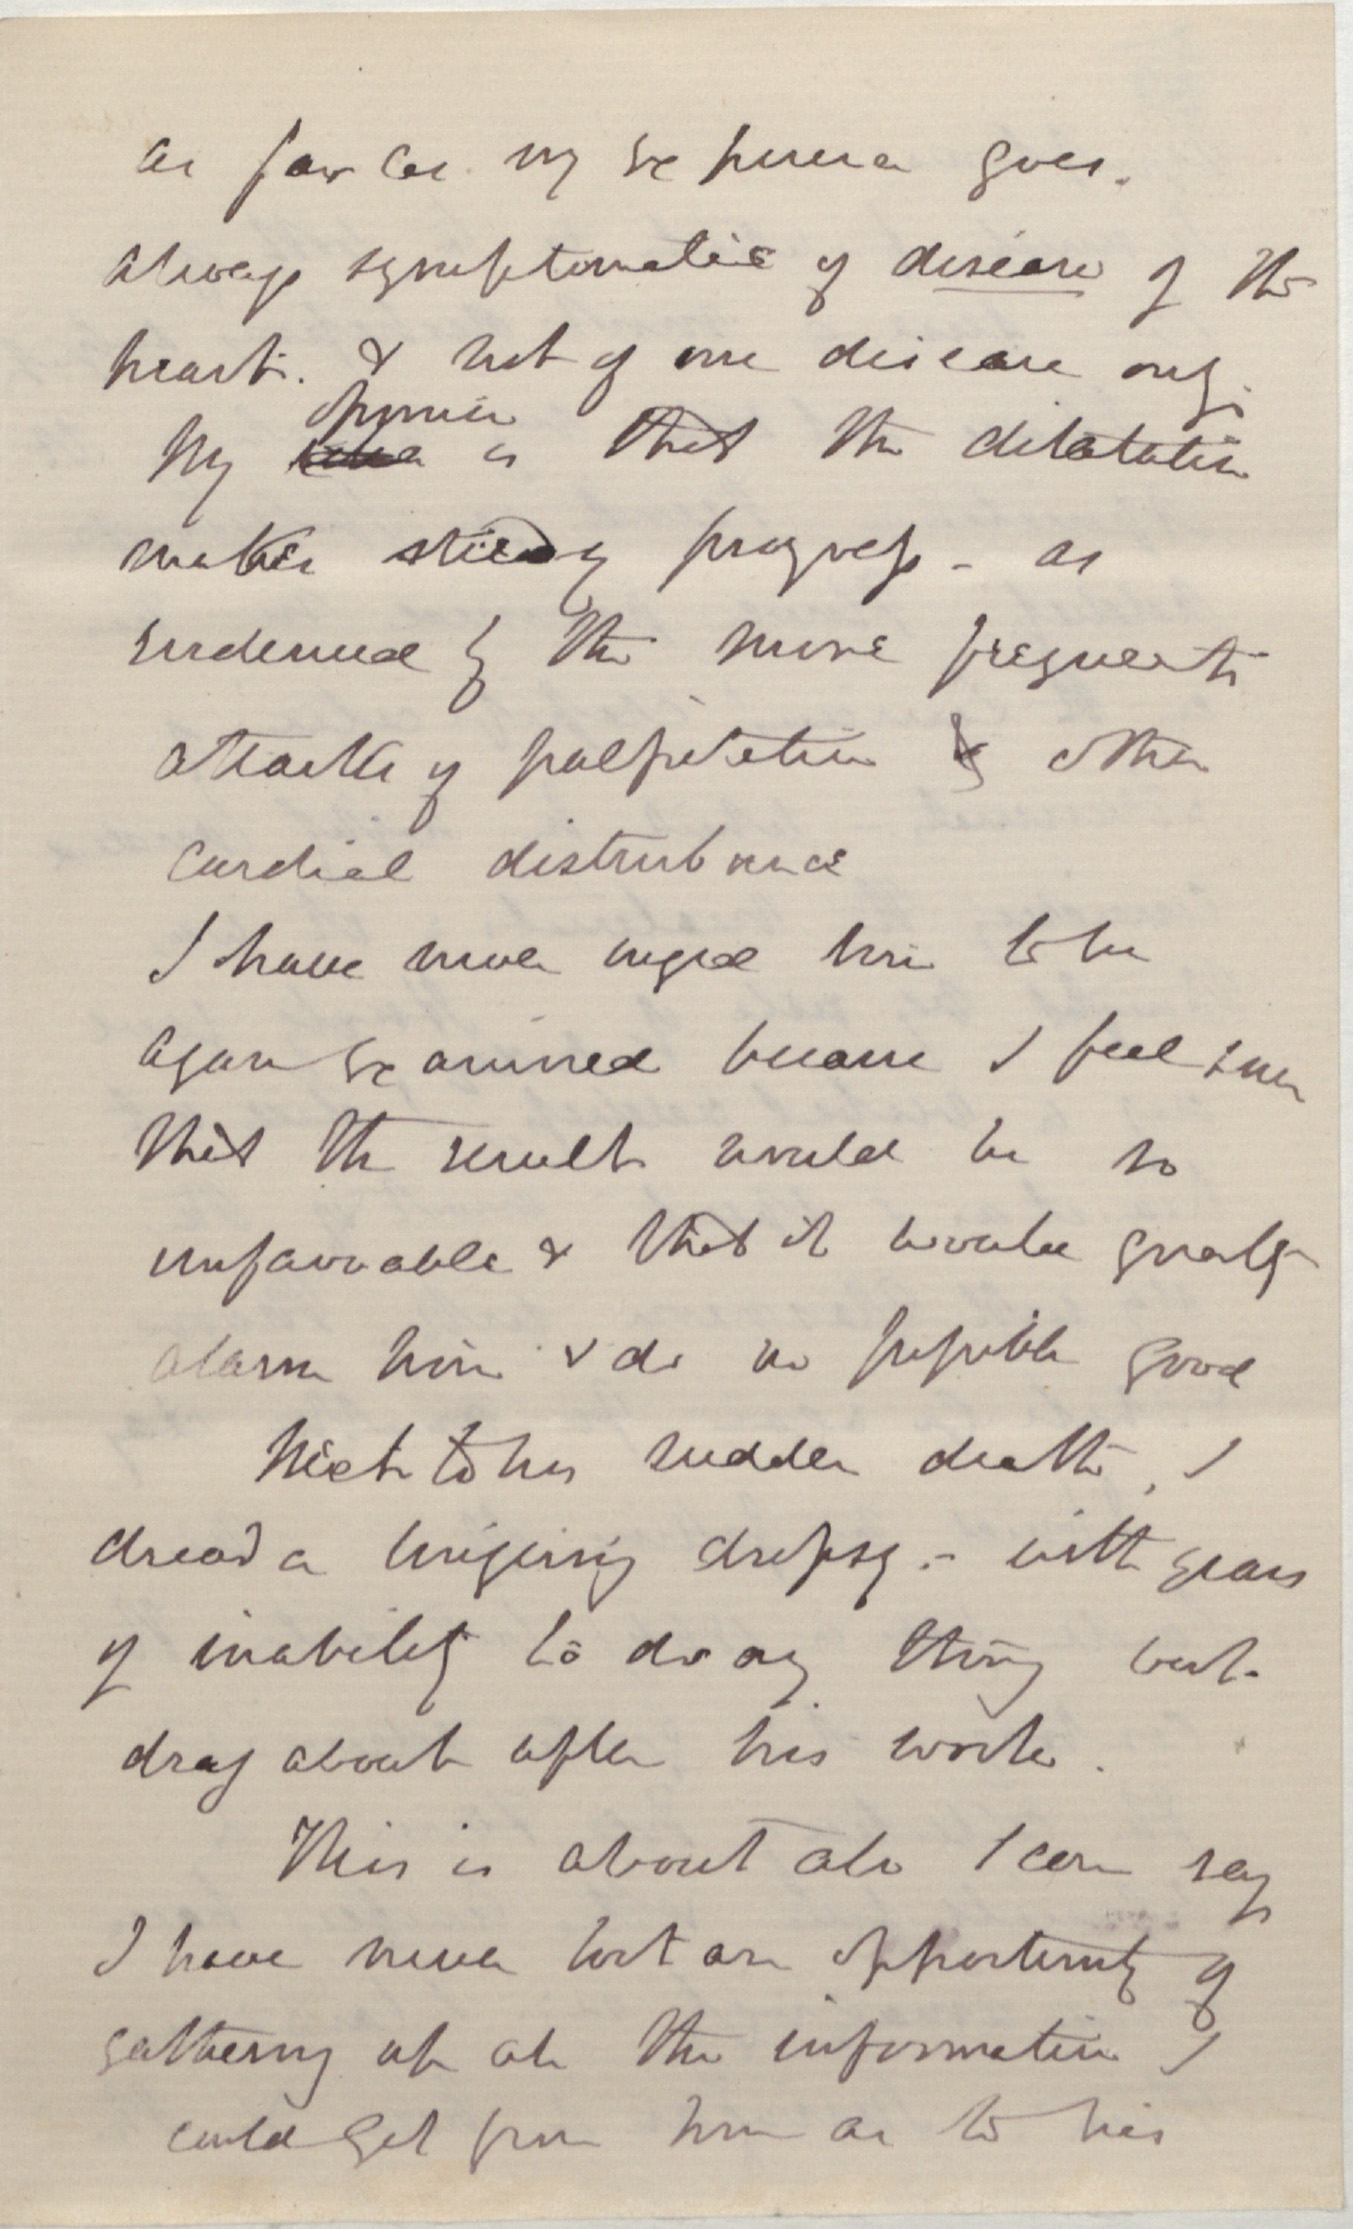 as far as my experience goes.
always symptomatic of disease of the
heart. & not of one disease only.
opinion
My is that the dilatation
makes steady progress - as
evidenced by the more frequent
attacks of palpitation & other
cardial disturbance
I have never urged him to be
again examined because I feel sure
that the result would be so
unfavorable & that it would greatly
alarm him & do no possible good
Next to his sudden death, I
dread a lingering dropsy - with years
of inability to do any thing but
drag about after his work.
This is about all I can say
I have never lost an opportunity of
gathering up all the information I
could get from him as to his